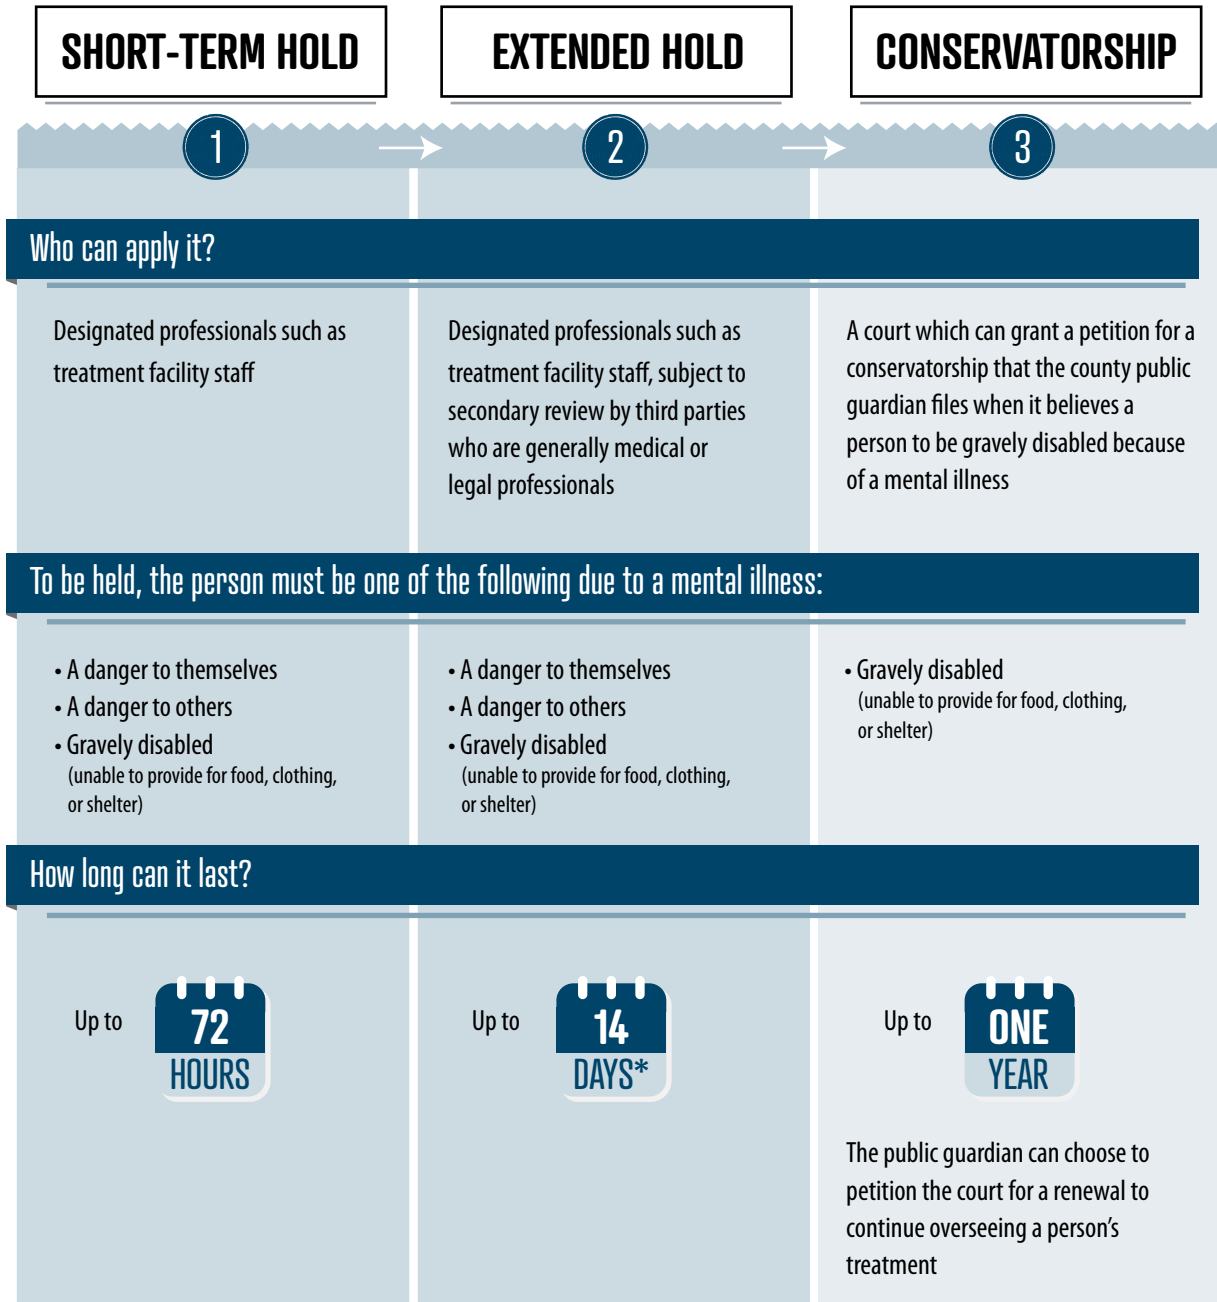 SHORT-TERM HOLD
EXTENDED HOLD
CONSERVATORSHIP
1
2
3
Who can apply it?
Designated professionals such as
treatment facility staff
Designated professionals such as
treatment facility staff, subject to
secondary review by third parties
who are generally medical or
legal professionals
A court which can grant a petition for a
conservatorship that the county public
guardian files when it believes a
person to be gravely disabled because
of a mental illness
To be held, the person must be one of the following due to a mental illness:
• A danger to themselves
• A danger to others
• Gravely disabled
(unable to provide for food, clothing,
or shelter)
• A danger to themselves
• A danger to others
• Gravely disabled
(unable to provide for food, clothing,
or shelter)
• Gravely disabled
(unable to provide for food, clothing,
or shelter)
How long can it last?
Up to
72
HOURS
Up to
14
DAYS*
Up to
ONE
YEAR
The public guardian can choose to
petition the court for a renewal to
continue overseeing a person's
treatment